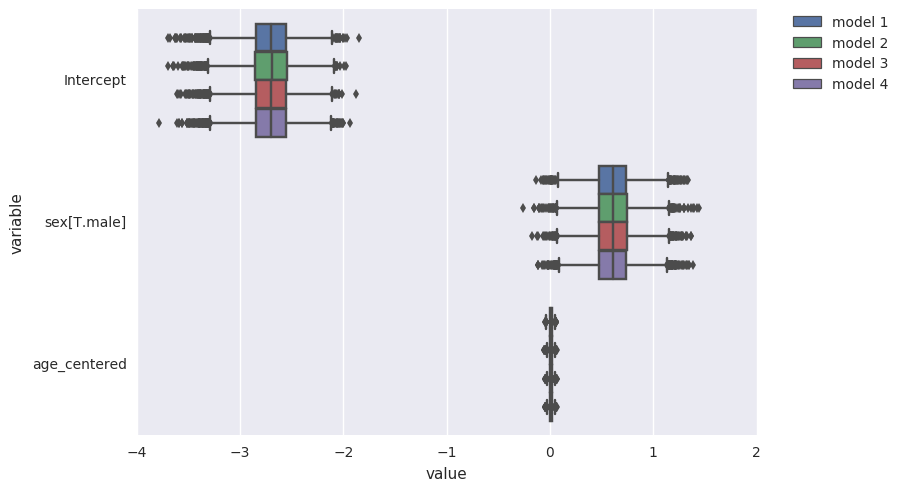 model 1
model 2
model 3
model 4
Intercept
sex[T.male]
age_centered
variable
−4
−3
−2
−1
0
1
2
value